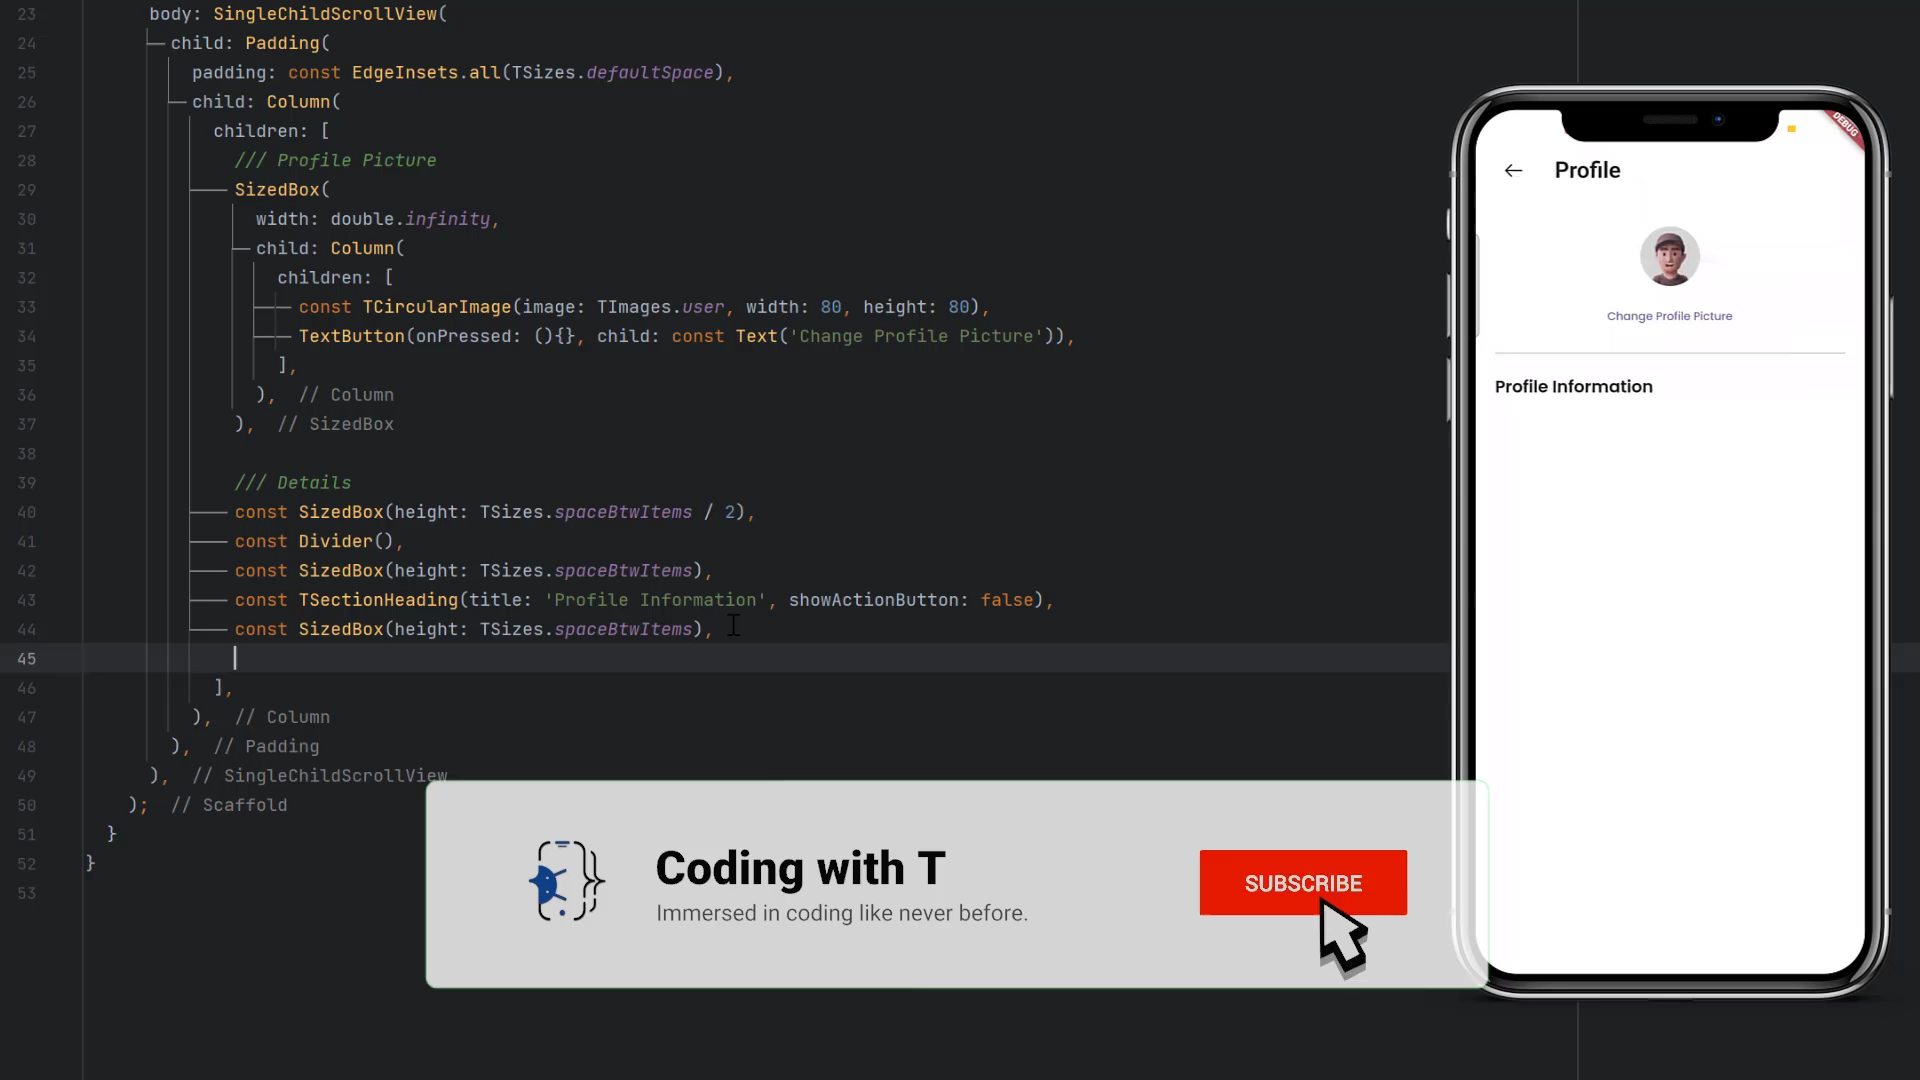 23 body: SingleChildScrollView(
24 child: Padding(
25 padding: const EdgeInsets.all(TSizes.defaultSpace),
26 child: Column(
27 children: [
28 /// Profile Picture
29 SizedBox(
30 width: double.infinity,
31 child: Column(
32 children: [
33 const TCircularImage(image: TImages.user, width: 80, height: 80),
34 TextButton(onPressed: (){}, child: const Text('Change Profile Picture')),
35 ],
36 ), // Column
37 ), // SizedBox
38
39 /// Details
40 const SizedBox(height: TSizes.spaceBtwItems / 2),
41 const Divider(),
42 const SizedBox(height: TSizes.spaceBtwItems),
43 const TSectionHeading(title: 'Profile Information', showActionButton: false),
44 const SizedBox(height: TSizes.spaceBtwItems),
45
46 ],
47 ), // Column
48 ), // Padding
49 ), // SingleChildScrollView
50 ); // Scaffold
51 }
52 }
53
DEBUG
Profile
Change Profile Picture
Profile Information
Coding with T
Immersed in coding like never before.
SUBSCRIBE